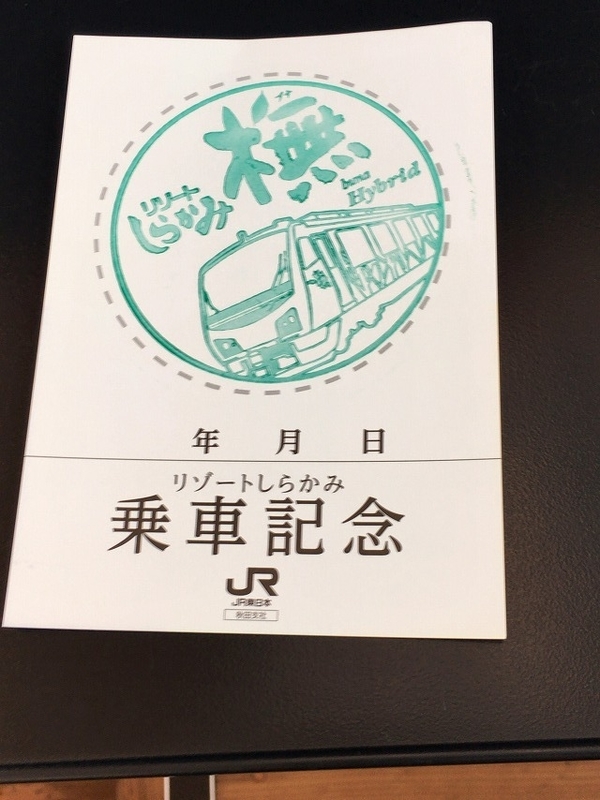 ブナ
橅
リゾート
しらかみ
buna
Hybrid
年 月 日
リゾートしらかみ
乗車記念
JR
JR東日本
秋田支社